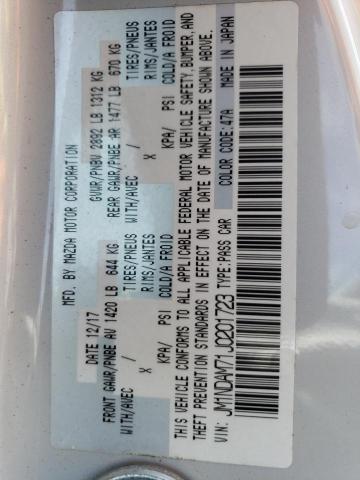 MFD. BY MAZDA MOTOR CORPORATION
DATE 12/17 GVWR/PNBV 2892 LB 1312 KG
FRONT GAWR/PNBE AV 1420 LB 644 KG REAR GAWR/PNBE AR 1477 LB 670 KG
WITH/AVEC TIRES/PNEUS WITH/AVEC TIRES/PNEUS
X RIMS/JANTES X RIMS/JANTES
KPA/ PSI COLD/A FROID KPA/ PSI COLD/A FROID
THIS VEHICLE CONFORMS TO ALL APPLICABLE FEDERAL MOTOR VEHICLE SAFETY, BUMPER, AND
THEFT PREVENTION STANDARDS IN EFFECT ON THE DATE OF MANUFACTURE SHOWN ABOVE.
VIN: JM1NDAM71J0201723 TYPE:PASS CAR COLOR CODE:47A MADE IN JAPAN